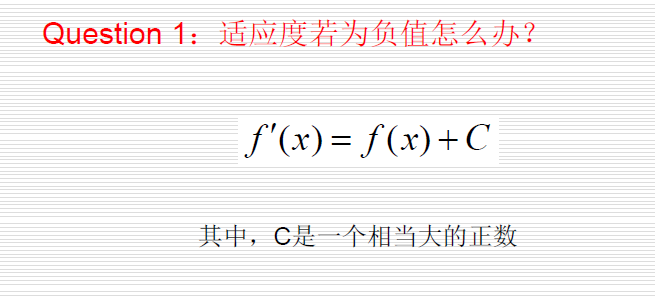 Question 1：适应度若为负值怎么办？
f′(x) = f(x) + C
其中，C是一个相当大的正数